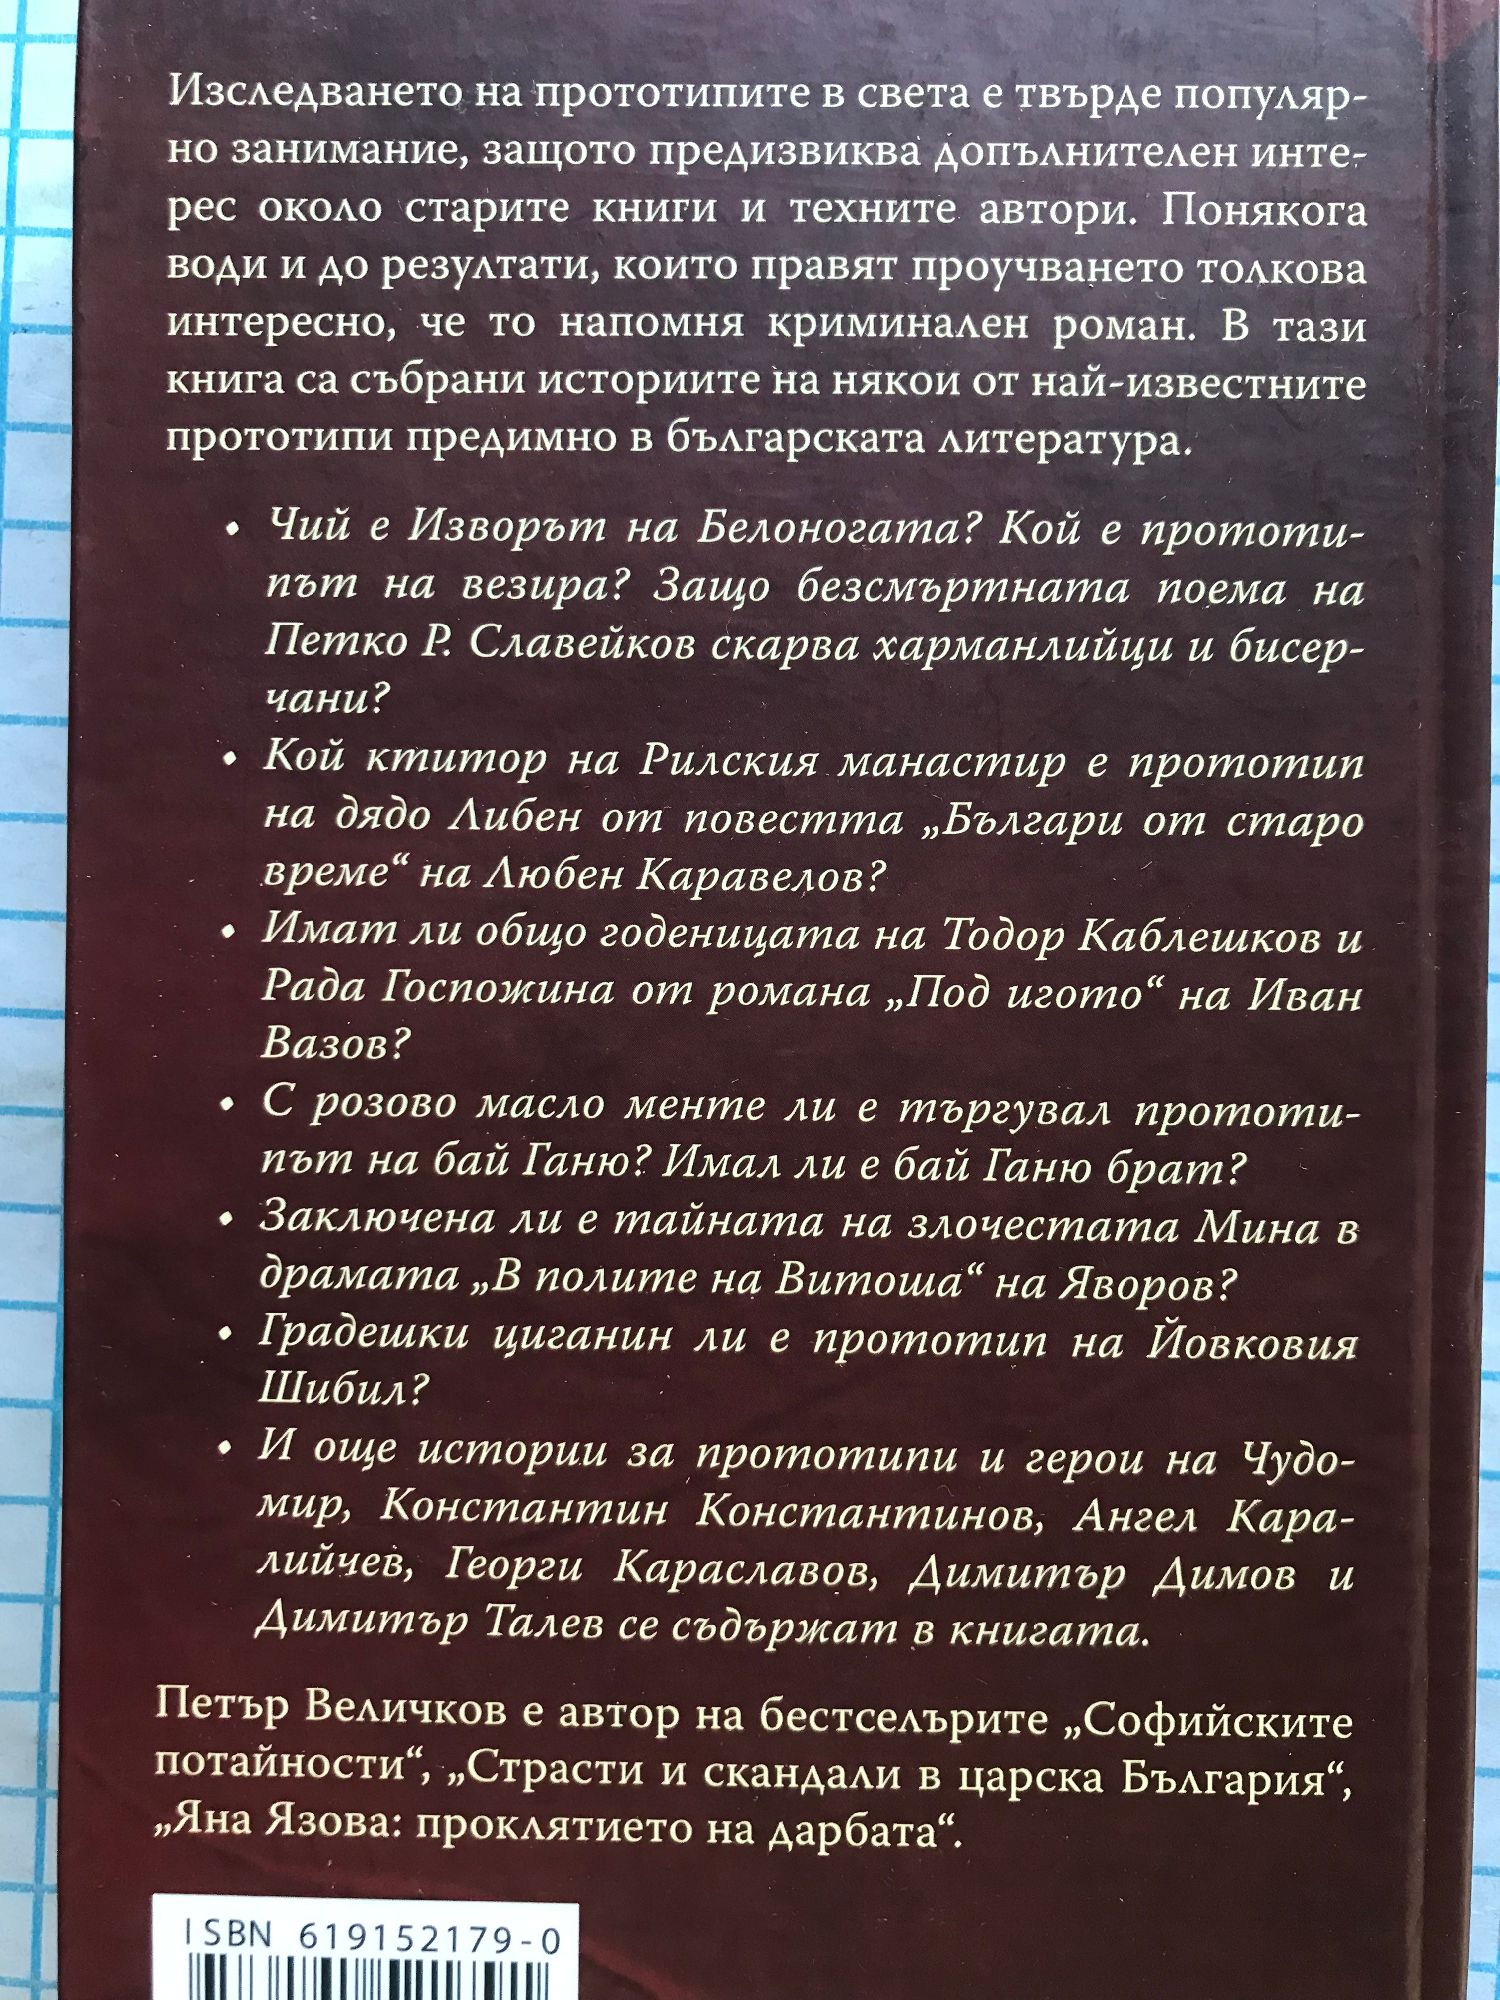 Изследването на прототипите в света е твърде популяр-
но занимание, защото предизвиква допълнителен инте-
рес около старите книги и техните автори. Понякога
води и до резултати, които правят проучването толкова
интересно, че то напомня криминален роман. В тази
книга са събрани историите на някои от най-известните
прототипи предимно в българската литература.
• Чий е Изворът на Белоногата? Кой е прототи-
път на везира? Защо безсмъртната поема на
Петко Р. Славейков скарва харманлийци и бисер-
чани?
• Кой ктитор на Рилския манастир е прототип
на дядо Либен от повестта „Българи от старо
време“ на Любен Каравелов?
• Имат ли общо годеницата на Тодор Каблешков и
Рада Госпожина от романа „Под игото“ на Иван
Вазов?
• С розово масло менте ли е търгувал прототи-
път на бай Ганю? Имал ли е бай Ганю брат?
• Заключена ли е тайната на злочестата Мина в
драмата „В полите на Витоша“ на Яворов?
• Градешки циганин ли е прототип на Йовковия
Шибил?
• И още истории за прототипи и герои на Чудо-
мир, Константин Константинов, Ангел Кара-
лийчев, Георги Караславов, Димитър Димов и
Димитър Талев се съдържат в книгата.
Петър Величков е автор на бестселърите „Софийските
потайности“, „Страсти и скандали в царска България“,
„Яна Язова: проклятието на дарбата“.
ISBN 619152179-0